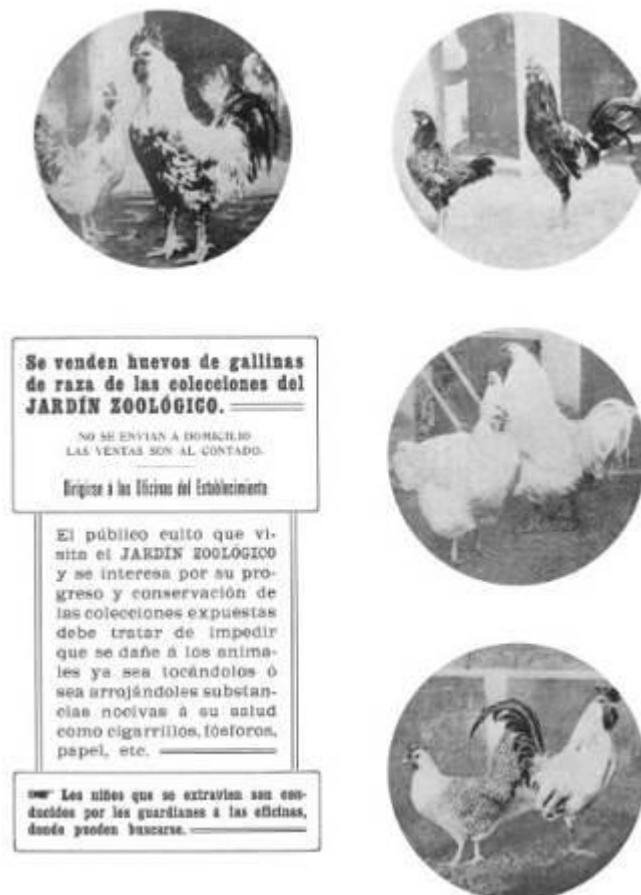 Se venden huevos de gallinas
de raza de las colecciones del
JARDÍN ZOOLÓGICO.
NO SE ENVIAN A DOMICILIO
LAS VENTAS SON AL CONTADO.
Dirigirse á las Oficinas del Establecimiento
El público culto que vi-
sita el JARDÍN ZOOLÓGICO
y se interesa por su pro-
greso y conservación de
las colecciones expuestas
debe tratar de impedir
que se dañe á los anima-
les ya sea tocándolos ó
sea arrojándoles substan-
cias nocivas á su salud
como cigarrillos, fósforos,
papel, etc.
Los niños que se extravíen son con-
ducidos por los guardianes á las oficinas,
donde pueden buscarse.